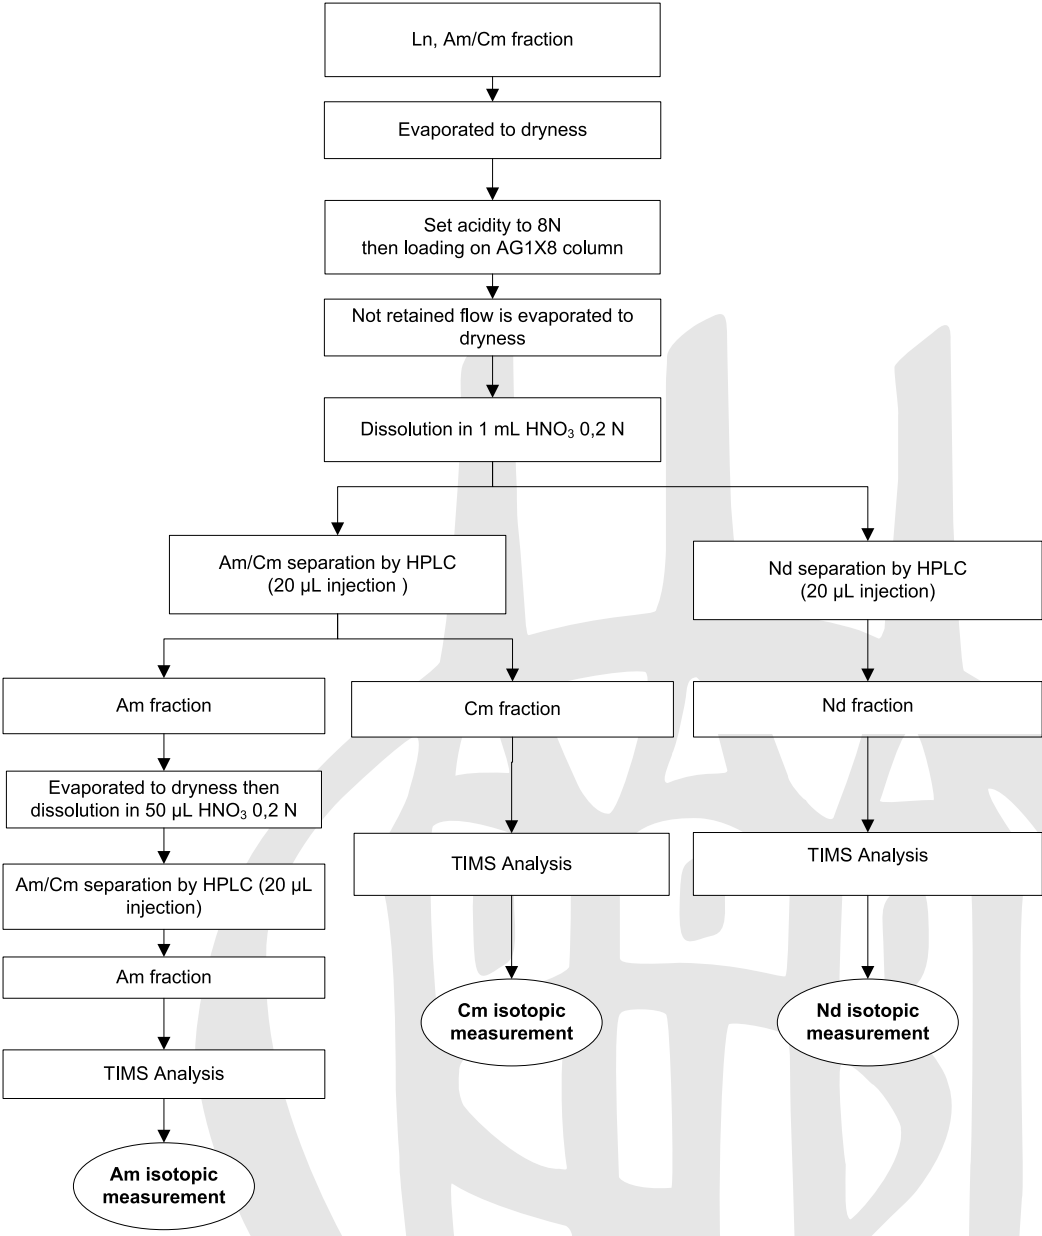 Ln, Am/Cm fraction
Evaporated to dryness
Set acidity to 8N
then loading on AG1X8 column
Not retained flow is evaporated to
dryness
Dissolution in 1 mL HNO₃ 0,2 N
Am/Cm separation by HPLC
(20 µL injection )
Nd separation by HPLC
(20 µL injection)
Am fraction
Cm fraction
Nd fraction
Evaporated to dryness then
dissolution in 50 µL HNO₃ 0,2 N
TIMS Analysis
TIMS Analysis
Am/Cm separation by HPLC (20 µL
injection)
Am fraction
Cm isotopic
measurement
Nd isotopic
measurement
TIMS Analysis
Am isotopic
measurement